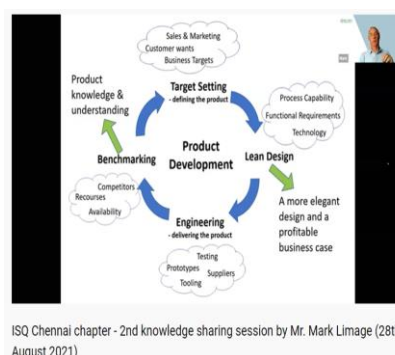 Sales & Marketing
Customer wants
Business Targets
Product
knowledge &
understanding
Target Setting
- defining the product
Process Capability
Functional Requirements
Technology
Benchmarking
Product
Development
Lean Design
Competitors
Recourses
Availability
Engineering
- delivering the product
A more elegant
design and a
profitable
business case
Testing
Prototypes
Suppliers
Tooling
ISQ Chennai chapter - 2nd knowledge sharing session by Mr. Mark Limage (28t
August 2021)